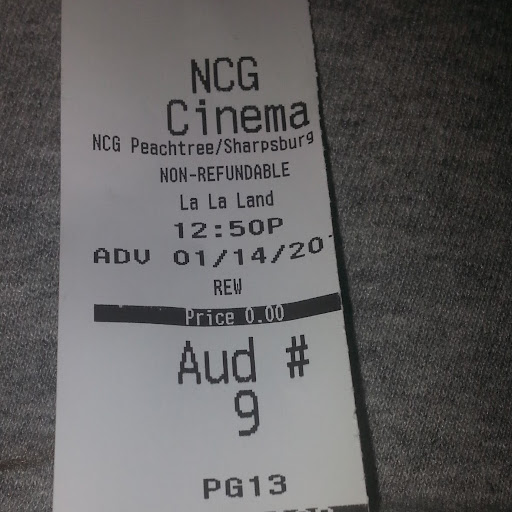 NCG
Cinema
NCG Peachtree/Sharpsburg
NON-REFUNDABLE
La La Land
12:50P
ADV 01/14/201
REW
Price 0.00
Aud #
9
PG13